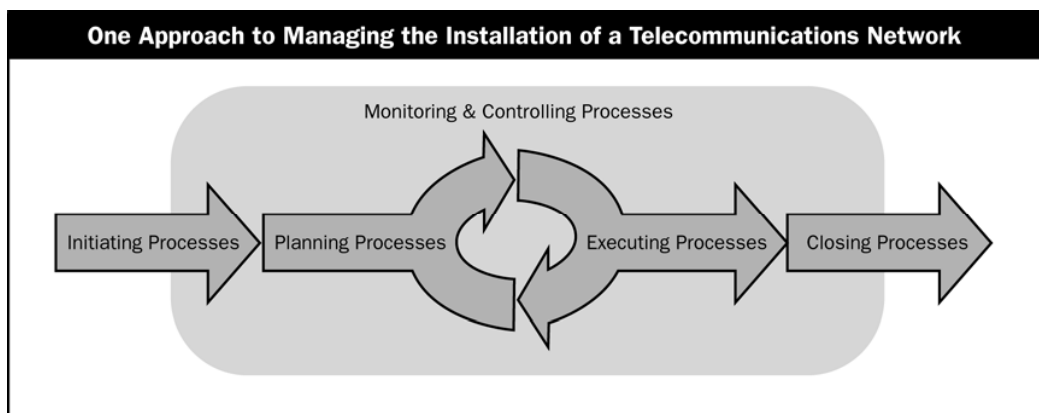 One Approach to Managing the Installation of a Telecommunications Network
Monitoring & Controlling Processes
Initiating Processes
Planning Processes
Executing Processes
Closing Processes